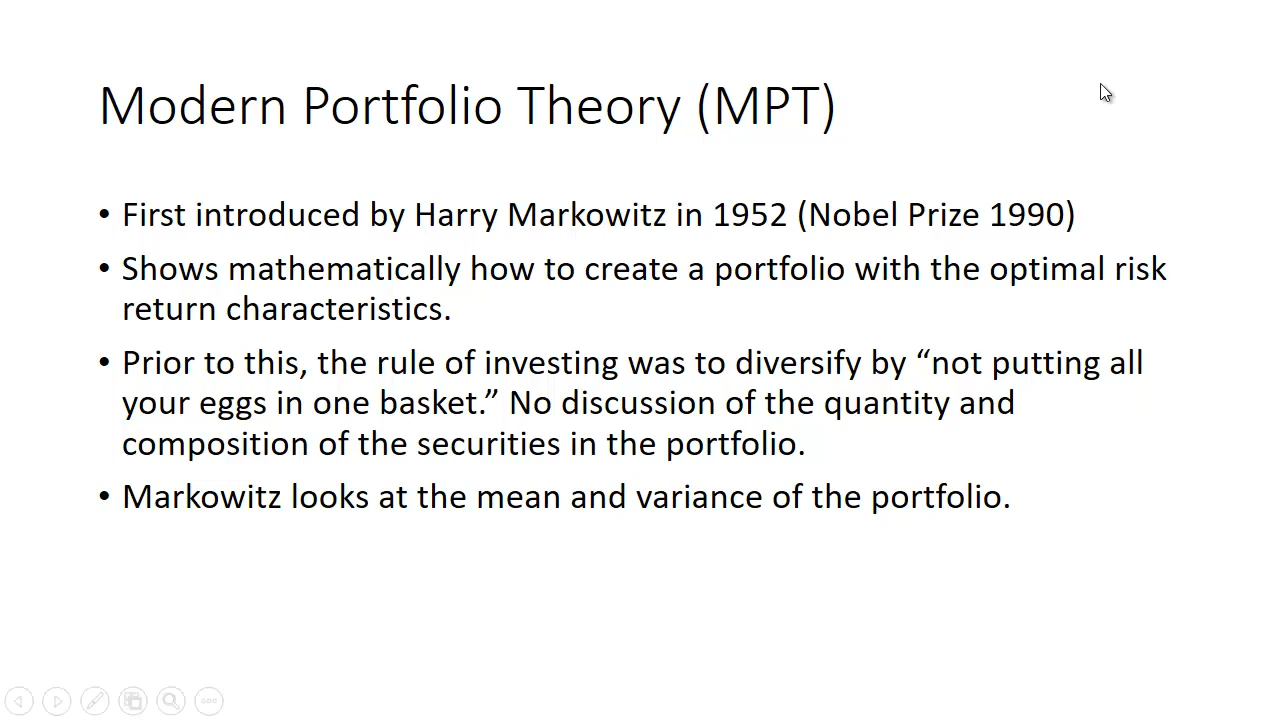 Modern Portfolio Theory (MPT)
• First introduced by Harry Markowitz in 1952 (Nobel Prize 1990)
• Shows mathematically how to create a portfolio with the optimal risk
return characteristics.
• Prior to this, the rule of investing was to diversify by “not putting all
your eggs in one basket.” No discussion of the quantity and
composition of the securities in the portfolio.
• Markowitz looks at the mean and variance of the portfolio.